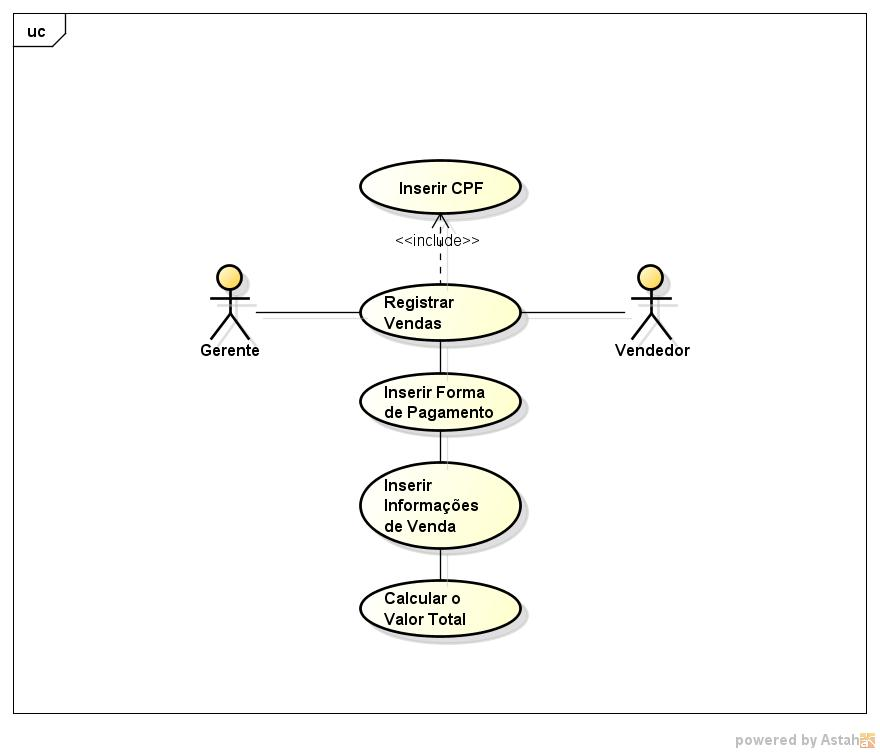 uc
Inserir CPF
<<include>>
Registrar
Vendas
Gerente
Vendedor
Inserir Forma
de Pagamento
Inserir
Informações
de Venda
Calcular o
Valor Total
powered by Astah